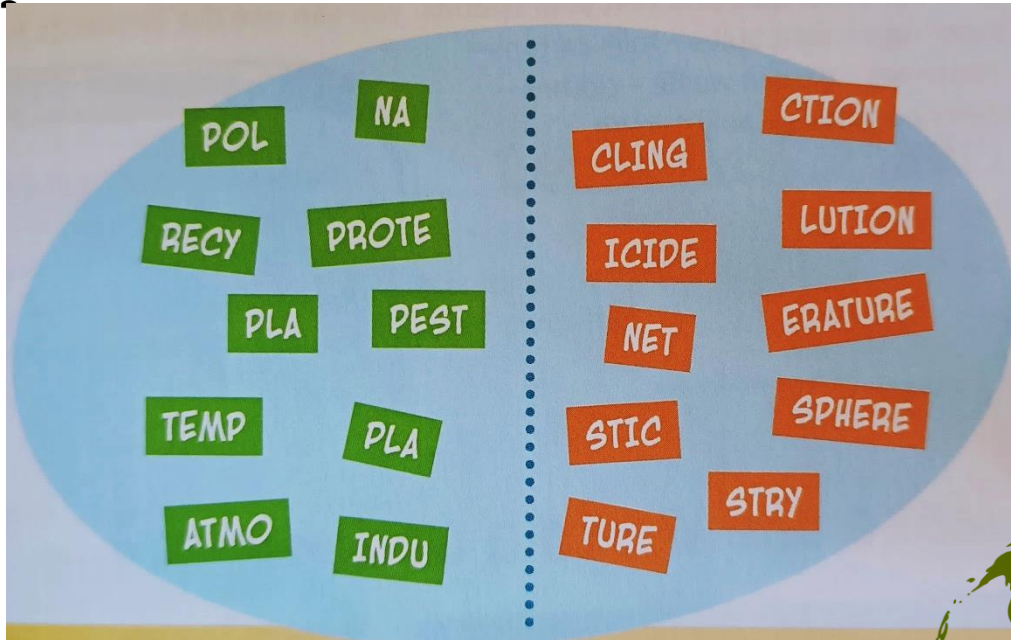 POL
NA
RECY
PROTE
PLA
PEST
TEMP
PLA
ATMO
INDU
CTION
CLING
LUTION
ICIDE
ERATURE
NET
SPHERE
STIC
STRY
TURE